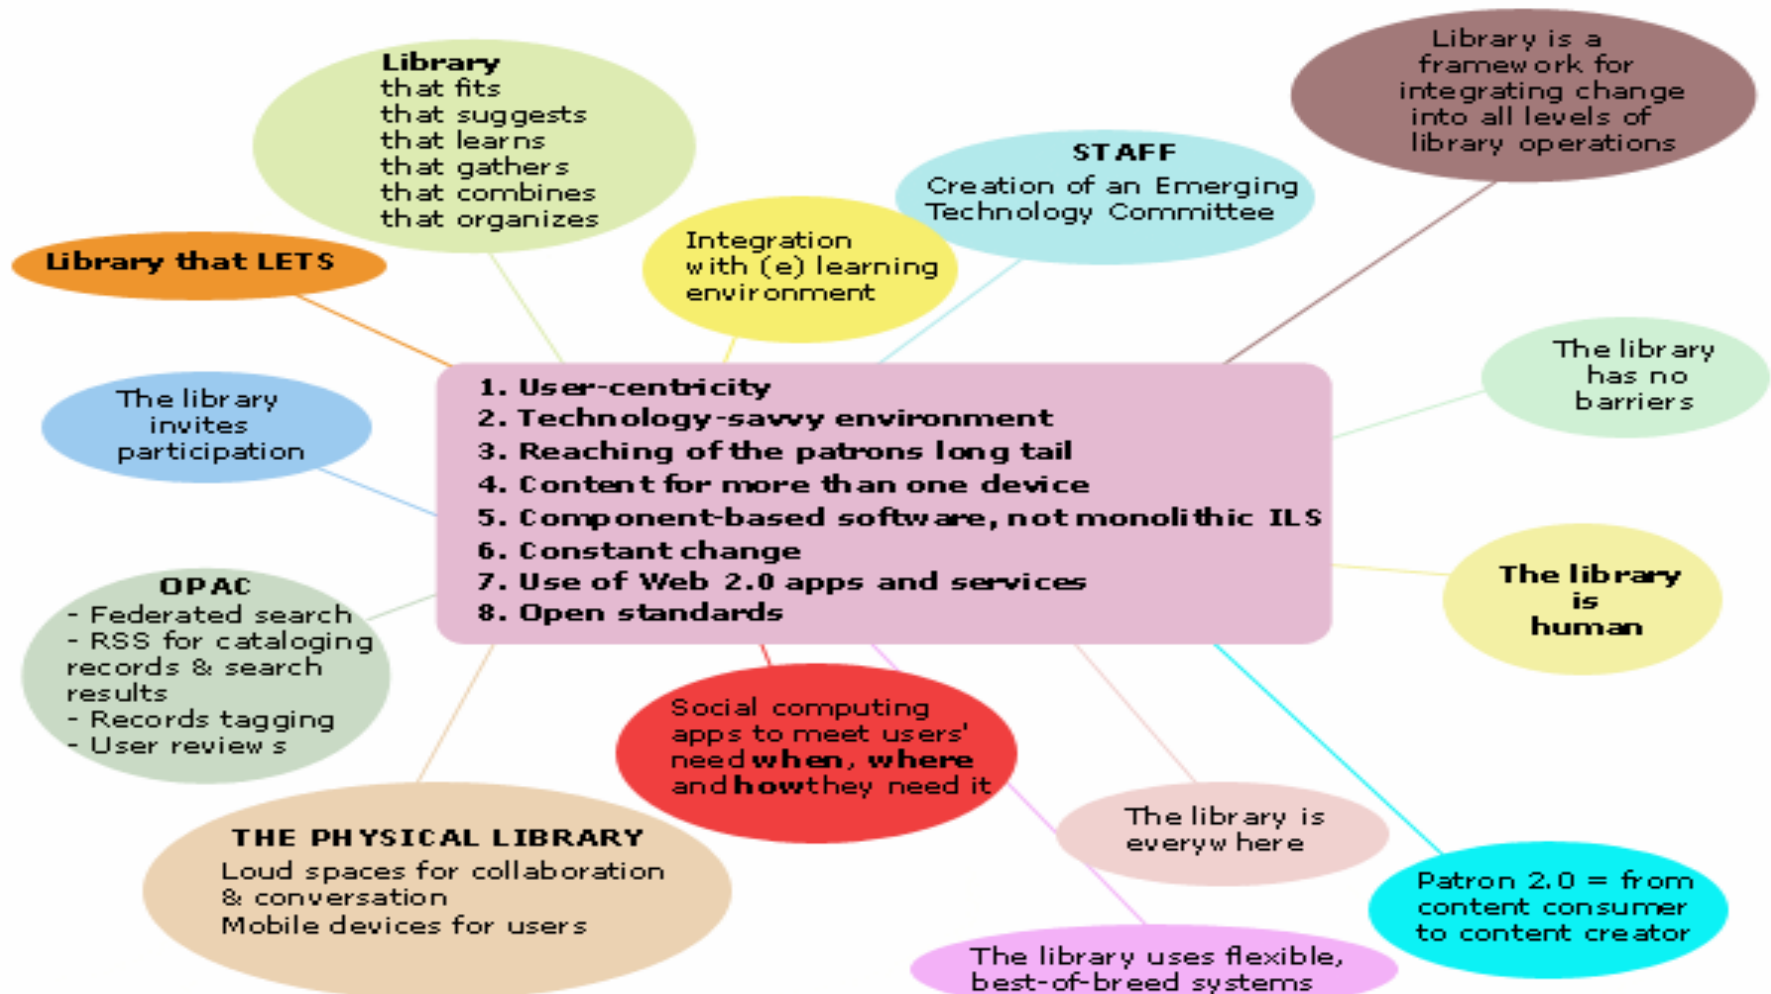 Library
that fits
that suggests
that learns
that gathers
that combines
that organizes
Library is a
framework for
integrating change
into all levels of
library operations
STAFF
Creation of an Emerging
Technology Committee
Integration
with (e) learning
environment
Library that LETS
The library
has no
barriers
The library
invites
participation
1. User-centricity
2. Technology-savvy environment
3. Reaching of the patrons long tail
4. Content for more than one device
5. Component-based software, not monolithic ILS
6. Constant change
7. Use of Web 2.0 apps and services
8. Open standards
The library
is
human
OPAC
- Federated search
- RSS for cataloging
records & search
results
- Records tagging
- User reviews
Social computing
apps to meet users'
need when, where
and how they need it
THE PHYSICAL LIBRARY
Loud spaces for collaboration
& conversation
Mobile devices for users
The library is
everywhere
Patron 2.0 = from
content consumer
to content creator
The library uses flexible,
best-of-breed systems